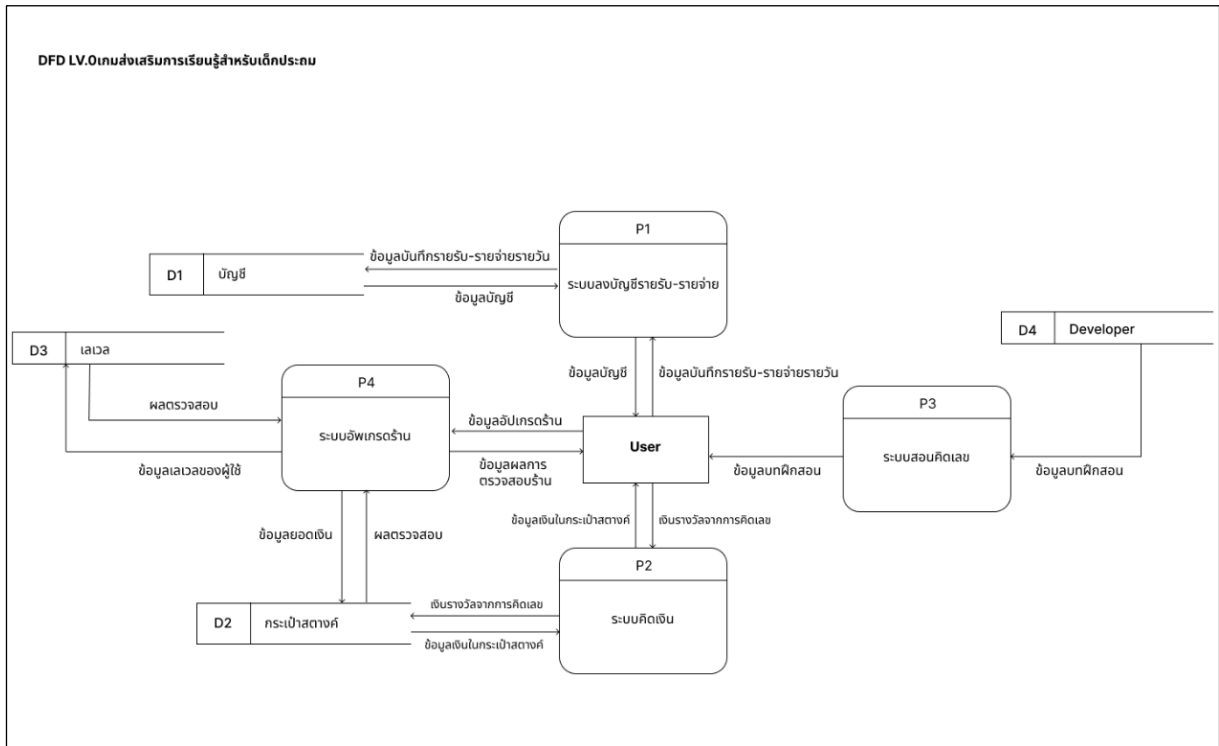 DFD LV.0เกมส่งเสริมการเรียนรู้สำหรับเด็กประถม
P1
ระบบลงบัญชีรายรับ-รายจ่าย
ข้อมูลบันทึกรายรับ-รายจ่ายรายวัน
D1
บัญชี
ข้อมูลบัญชี
D3
เลเวล
D4
Developer
ข้อมูลบัญชี
ข้อมูลบันทึกรายรับ-รายจ่ายรายวัน
P4
ระบบอัพเกรดร้าน
ผลตรวจสอบ
ข้อมูลเลเวลของผู้ใช้
ข้อมูลอัปเกรดร้าน
ข้อมูลผลการ
ตรวจสอบร้าน
User
P3
ระบบสอนคิดเลข
ข้อมูลบทฝึกสอน
ข้อมูลบทฝึกสอน
ข้อมูลยอดเงิน
ผลตรวจสอบ
ข้อมูลเงินในกระเป๋าสตางค์
เงินรางวัลจากการคิดเลข
P2
ระบบคิดเงิน
D2
กระเป๋าสตางค์
เงินรางวัลจากการคิดเลข
ข้อมูลเงินในกระเป๋าสตางค์